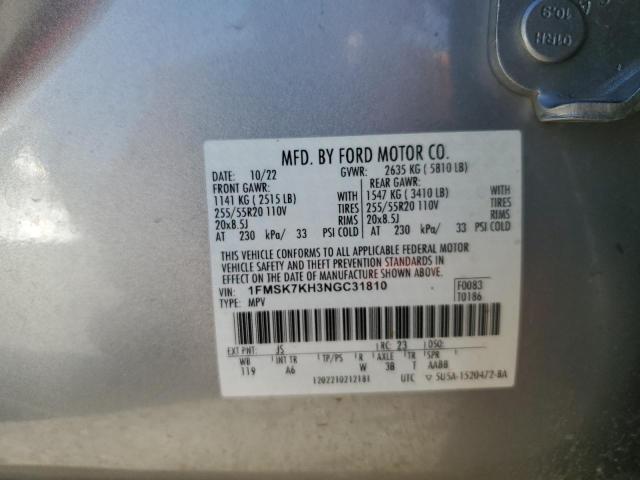 10.9
01RH
MFD. BY FORD MOTOR CO.
DATE: 10/22 GVWR: 2635 KG ( 5810 LB)
FRONT GAWR: REAR GAWR:
1141 KG ( 2515 LB) WITH 1547 KG ( 3410 LB) WITH
255/55R20 110V TIRES 255/55R20 110V TIRES
20x8.5J RIMS 20x8.5J RIMS
AT 230 kPa/ 33 PSI COLD AT 230 kPa/ 33 PSI COLD
THIS VEHICLE CONFORMS TO ALL APPLICABLE FEDERAL MOTOR
VEHICLE SAFETY AND THEFT PREVENTION STANDARDS IN
EFFECT ON THE DATE OF MANUFACTURE SHOWN ABOVE.
VIN: 1FMSK7KH3NGC31810 F0083
TYPE: MPV T0186
EXT PNT: JS RC: 23 DSO:
WB INT TR TP/PS R AXLE TR SPR
119 A6 W 3B T AABB
1202210212181 UTC ▽ 5U5A-1520472-BA